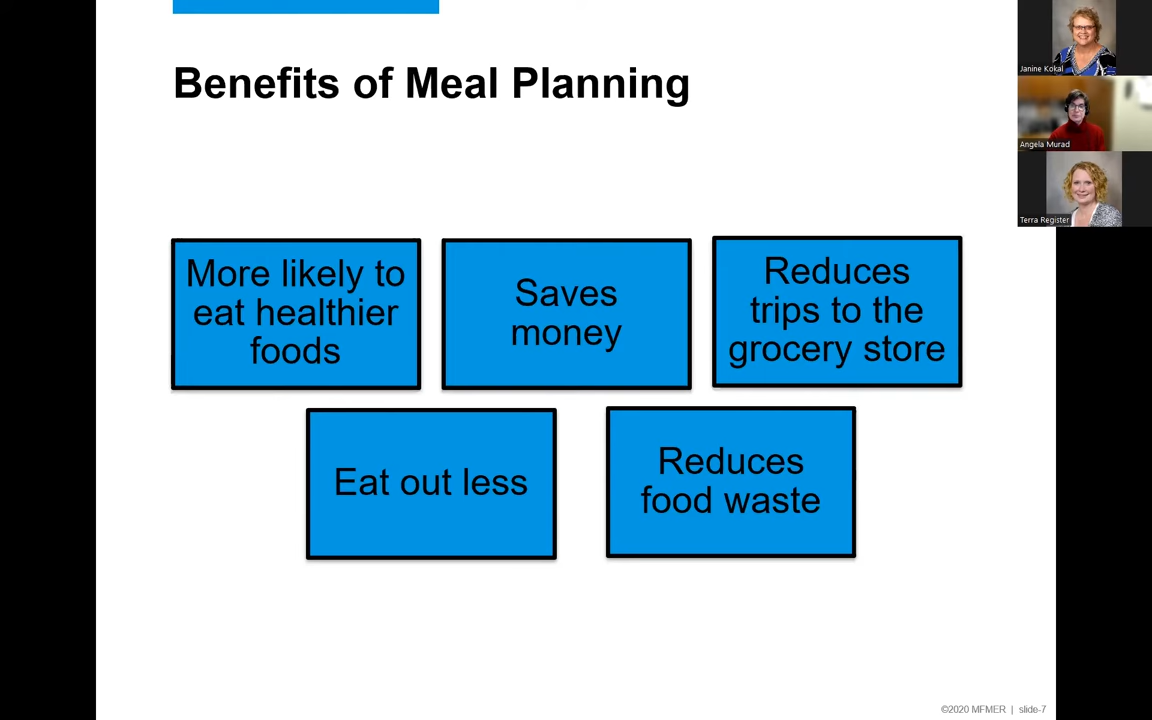 Benefits of Meal Planning
Janine Kokal
Angela Murad
Terra Register
More likely to
eat healthier
foods
Saves
money
Reduces
trips to the
grocery store
Eat out less
Reduces
food waste
©2020 MFMER | slide-7